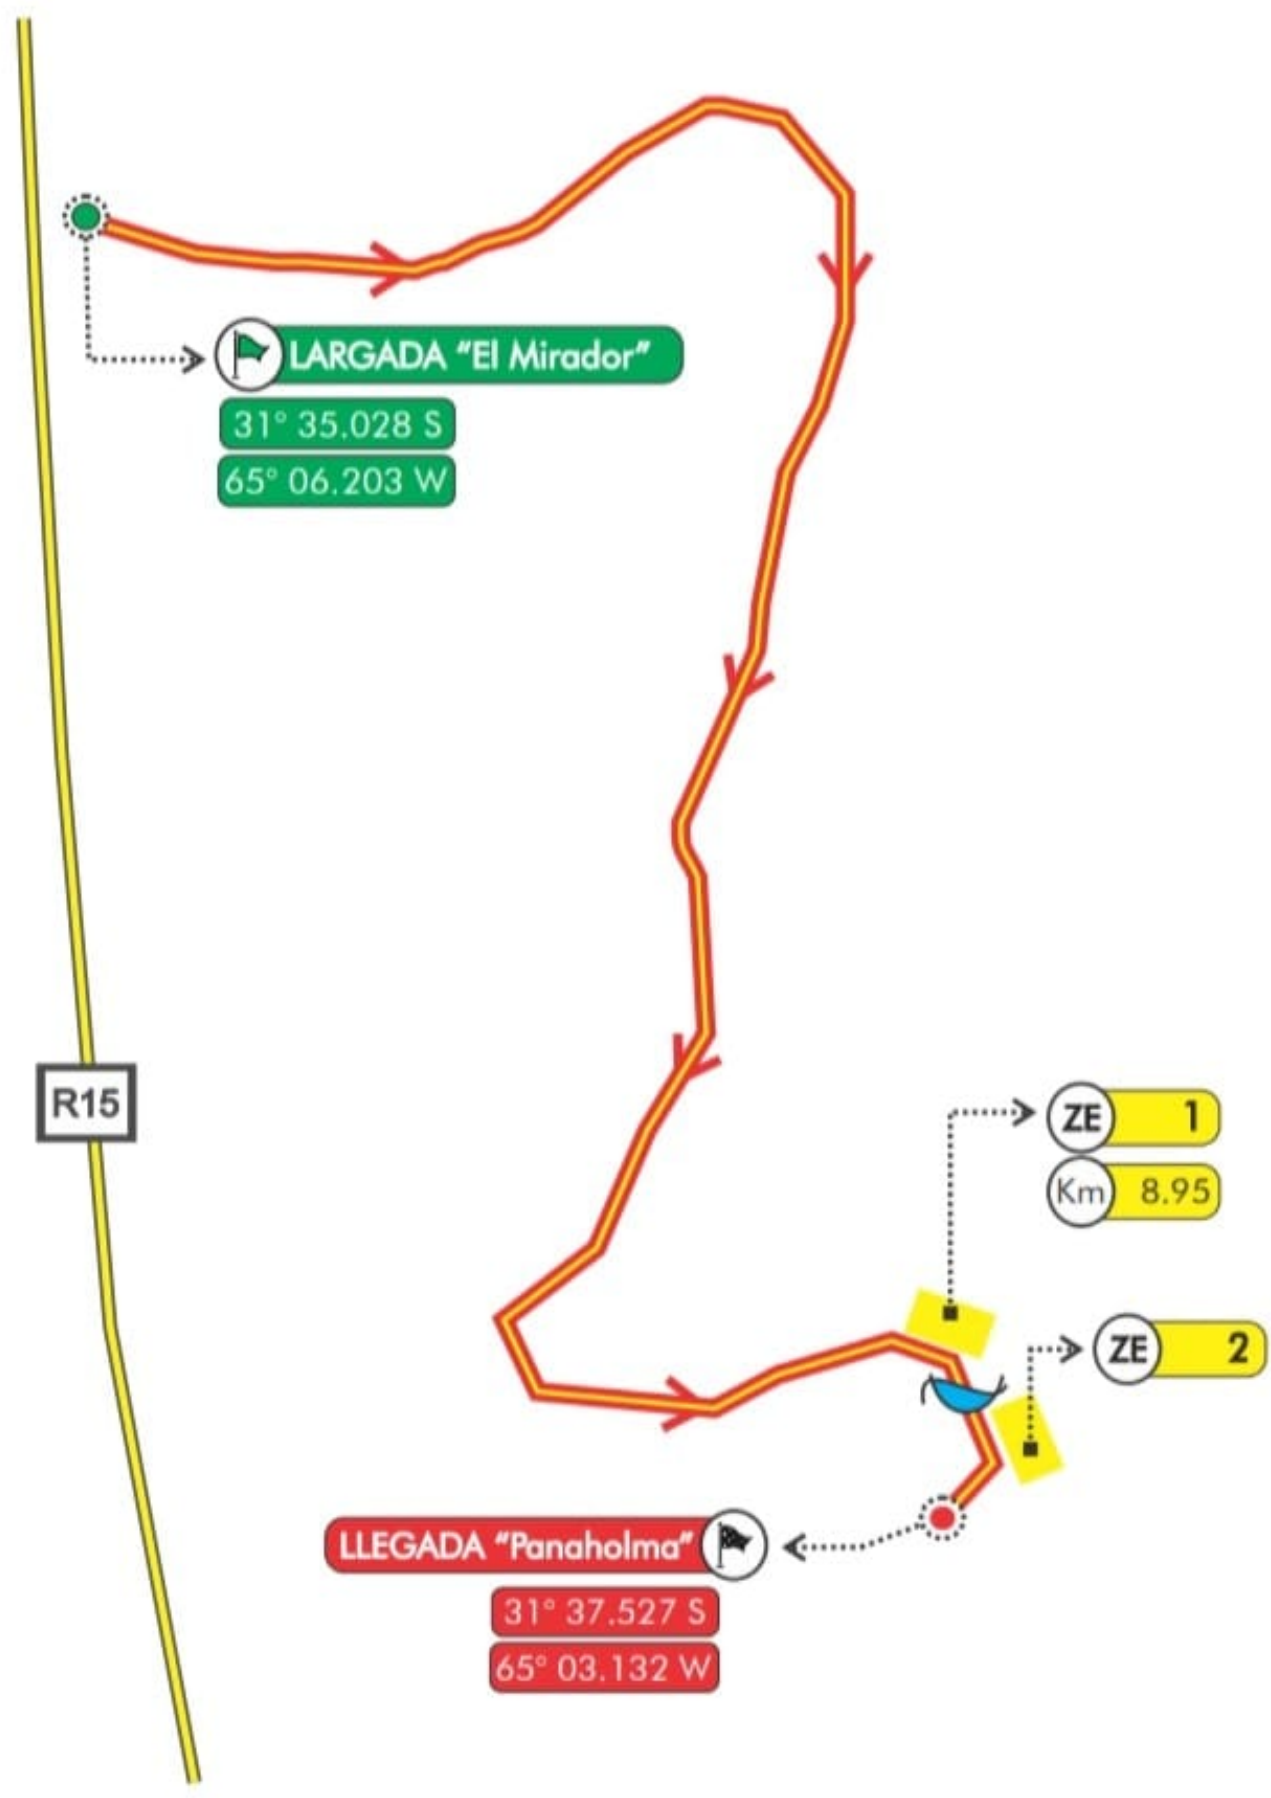 LARGADA “El Mirador”
31° 35.028 S
65° 06.203 W
R15
ZE 1
Km 8.95
ZE 2
LLEGADA “Panaholma”
31° 37.527 S
65° 03.132 W